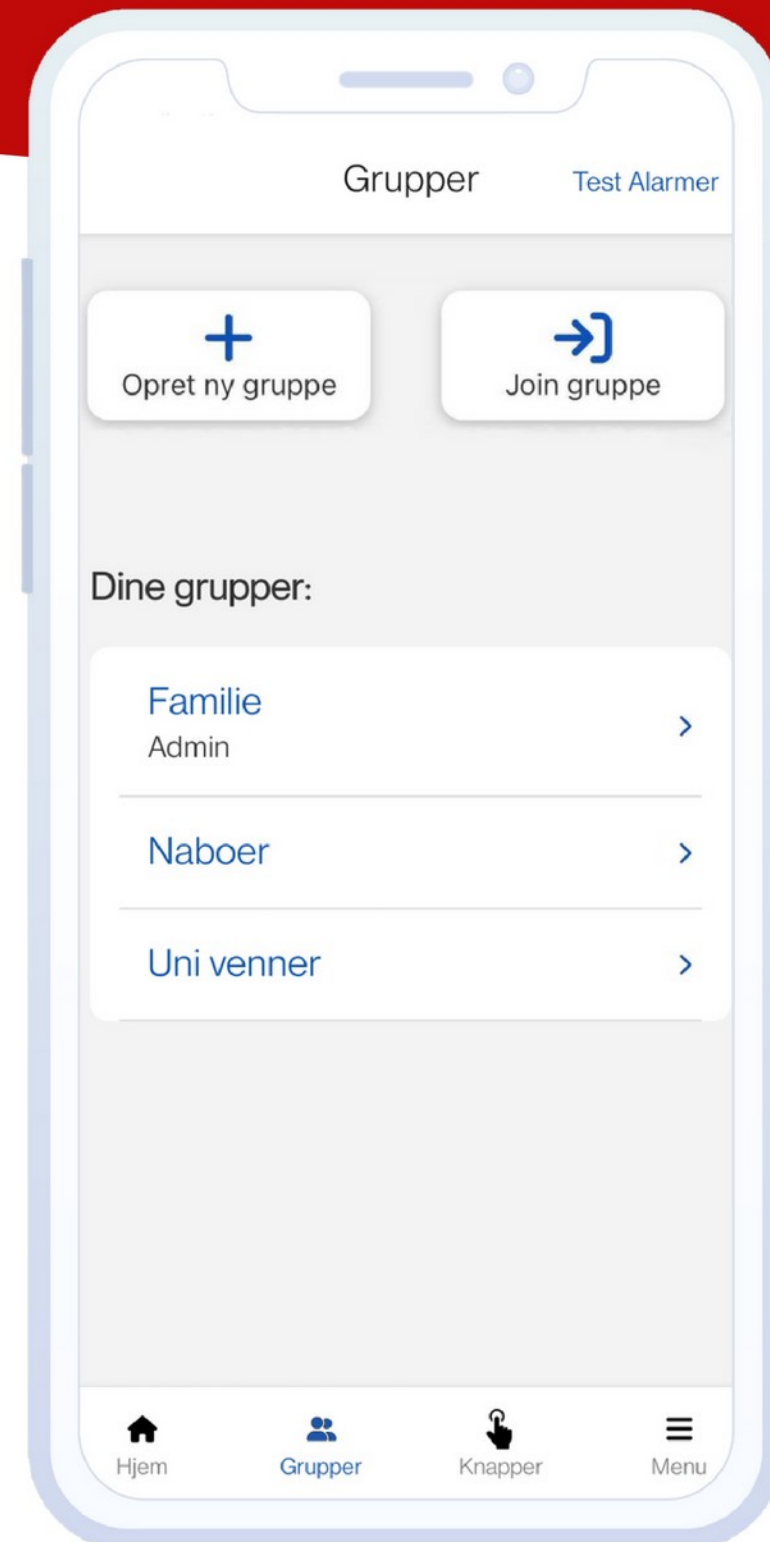 Grupper
Test Alarmer
Opret ny gruppe
Join gruppe
Dine grupper:
Familie
Admin
Naboer
Uni venner
Hjem
Grupper
Knapper
Menu